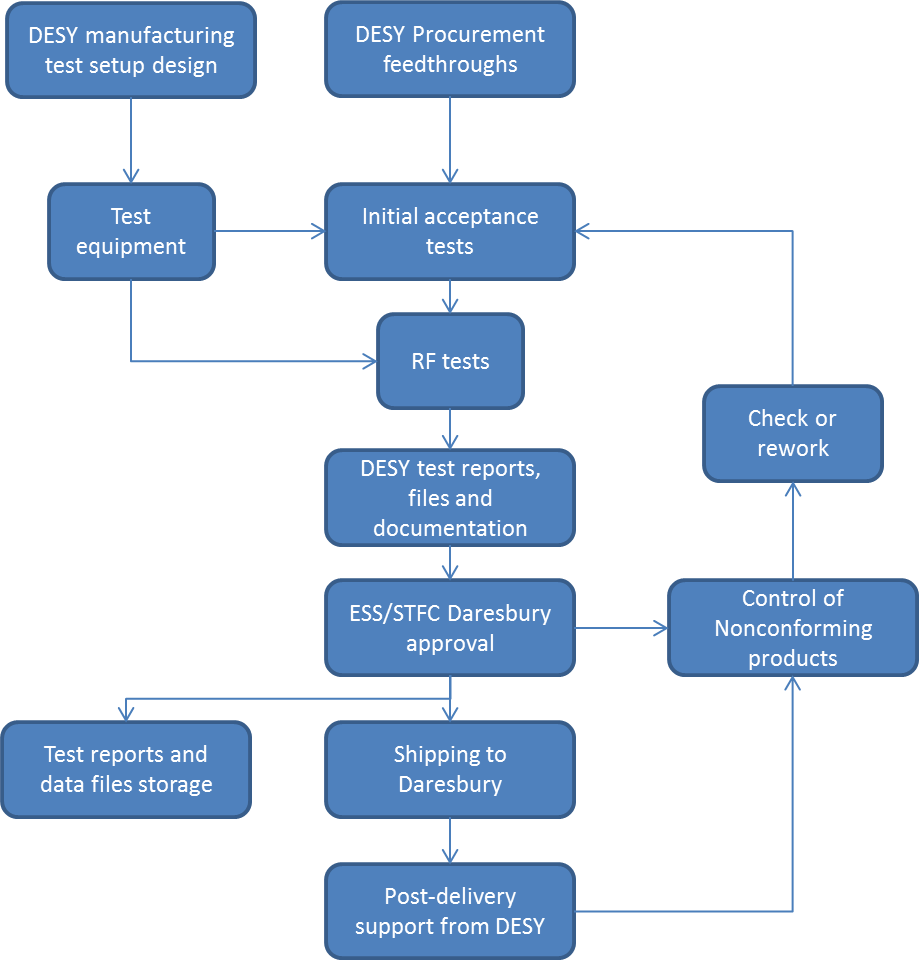 DESY manufacturing
test setup design
DESY Procurement
feedthroughs
Test
equipment
Initial acceptance
tests
RF tests
Check or
rework
DESY test reports,
files and
documentation
ESS/STFC Daresbury
approval
Control of
Nonconforming
products
Test reports and
data files storage
Shipping to
Daresbury
Post-delivery
support from DESY